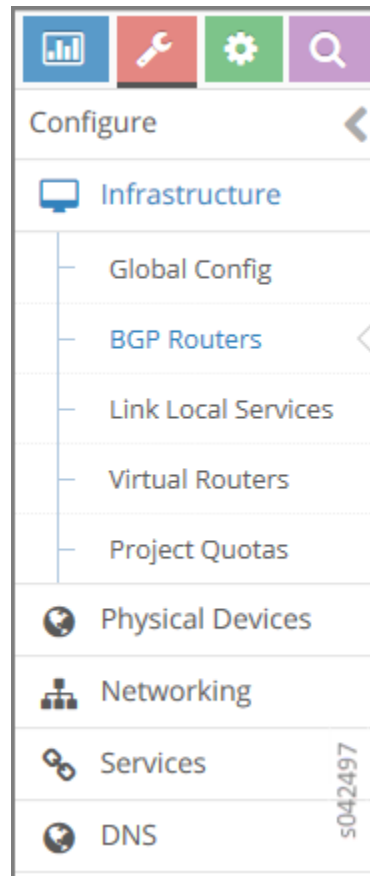 Configure
Infrastructure
Global Config
BGP Routers
Link Local Services
Virtual Routers
Project Quotas
Physical Devices
Networking
Services
DNS
s042497